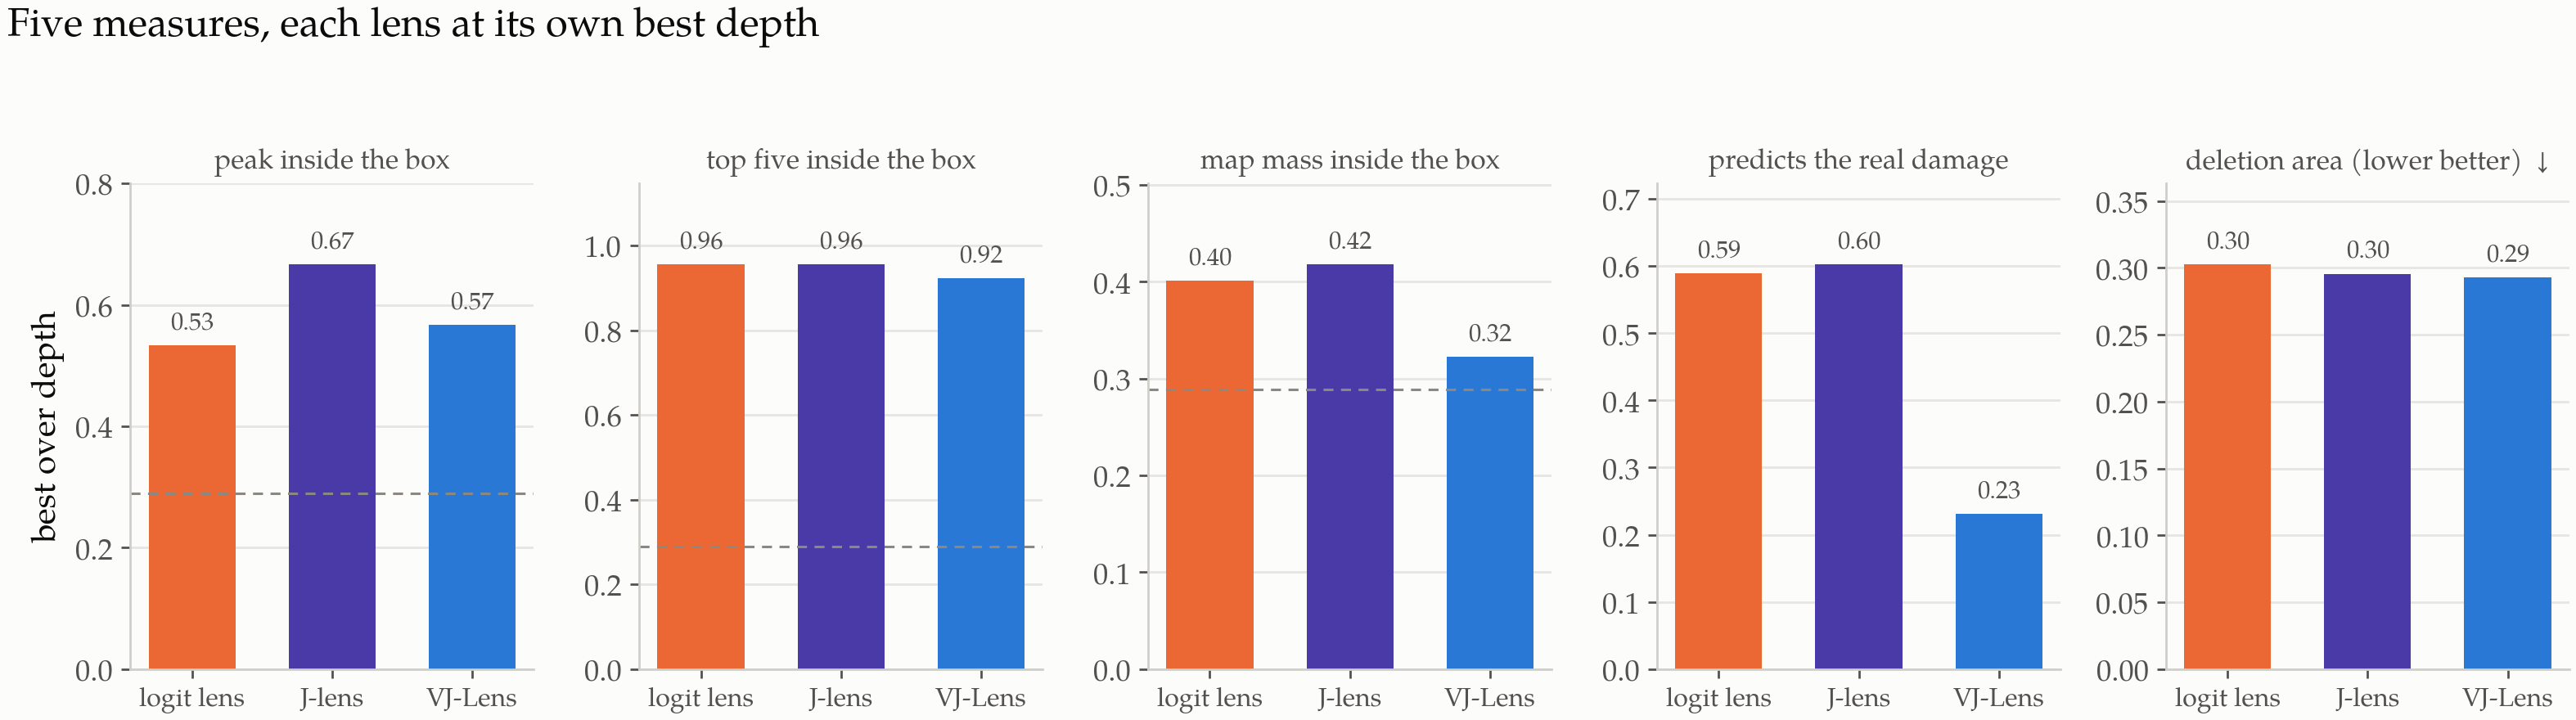 Five measures, each lens at its own best depth
best over depth
peak inside the box
0.8
0.6
0.4
0.2
0.0
0.53
0.67
0.57
logit lens
J-lens
VJ-Lens
top five inside the box
1.0
0.8
0.6
0.4
0.2
0.0
0.96
0.96
0.92
logit lens
J-lens
VJ-Lens
map mass inside the box
0.5
0.4
0.3
0.2
0.1
0.0
0.40
0.42
0.32
logit lens
J-lens
VJ-Lens
predicts the real damage
0.7
0.6
0.5
0.4
0.3
0.2
0.1
0.0
0.59
0.60
0.23
logit lens
J-lens
VJ-Lens
deletion area (lower better) ↓
0.35
0.30
0.25
0.20
0.15
0.10
0.05
0.00
0.30
0.30
0.29
logit lens
J-lens
VJ-Lens